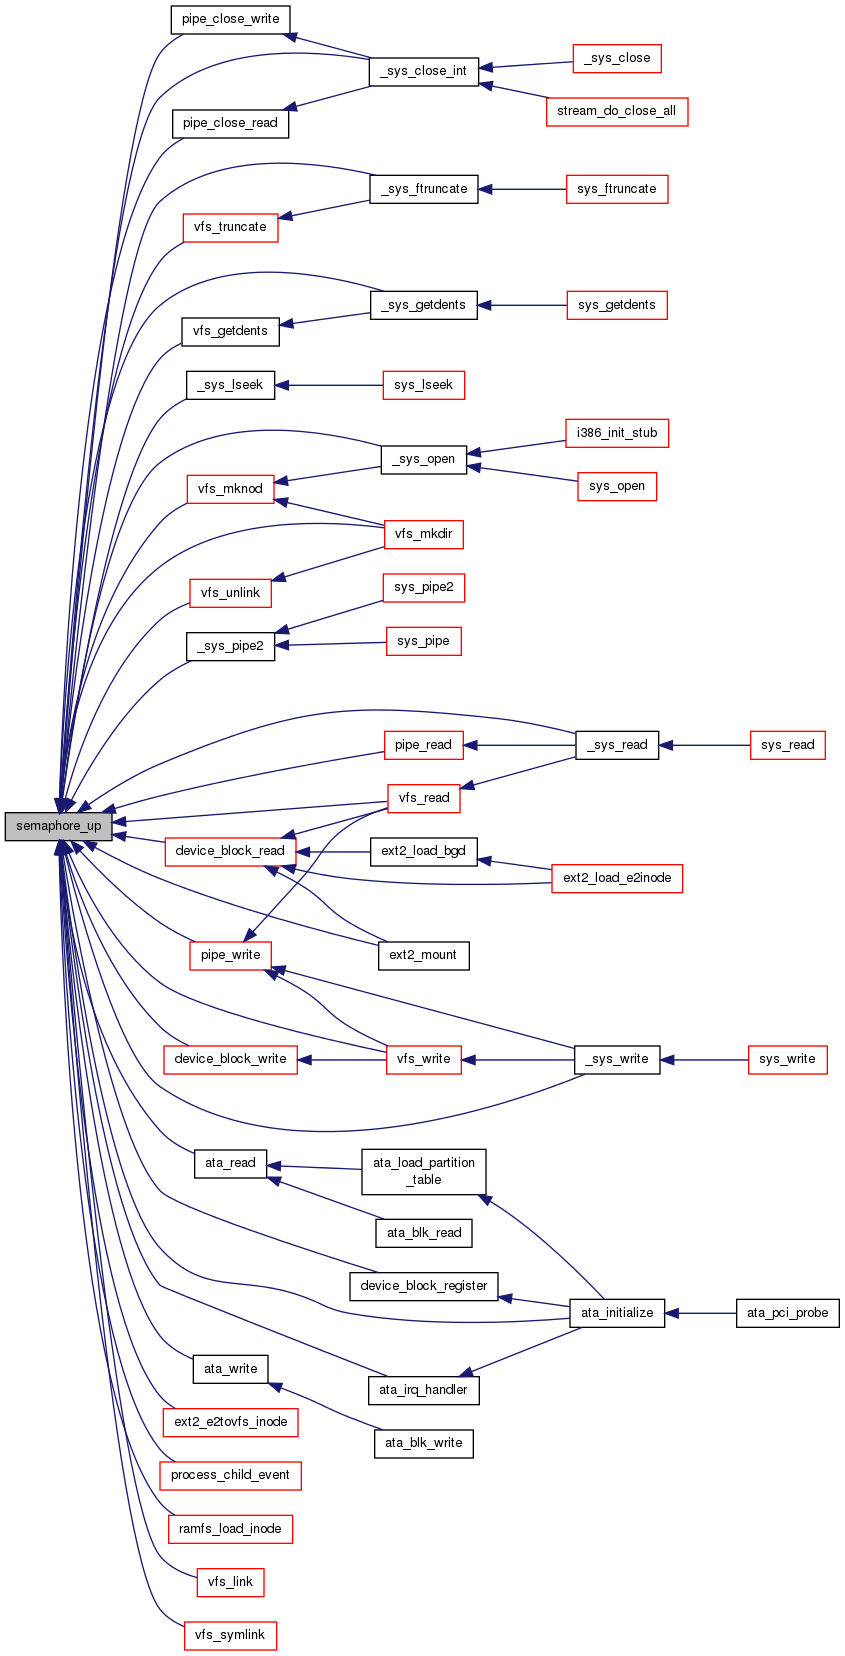 pipe_close_write
_sys_close_int
_sys_close
stream_do_close_all
pipe_close_read
_sys_ftruncate
sys_ftruncate
vfs_truncate
_sys_getdents
sys_getdents
vfs_getdents
_sys_lseek
sys_lseek
i386_init_stub
_sys_open
sys_open
vfs_mknod
vfs_mkdir
vfs_unlink
sys_pipe2
_sys_pipe2
sys_pipe
pipe_read
_sys_read
sys_read
vfs_read
semaphore_up
device_block_read
ext2_load_bgd
ext2_load_e2inode
pipe_write
ext2_mount
device_block_write
vfs_write
_sys_write
sys_write
ata_read
ata_load_partition
_table
ata_blk_read
device_block_register
ata_initialize
ata_pci_probe
ata_write
ata_irq_handler
ext2_e2tovfs_inode
ata_blk_write
process_child_event
ramfs_load_inode
vfs_link
vfs_symlink